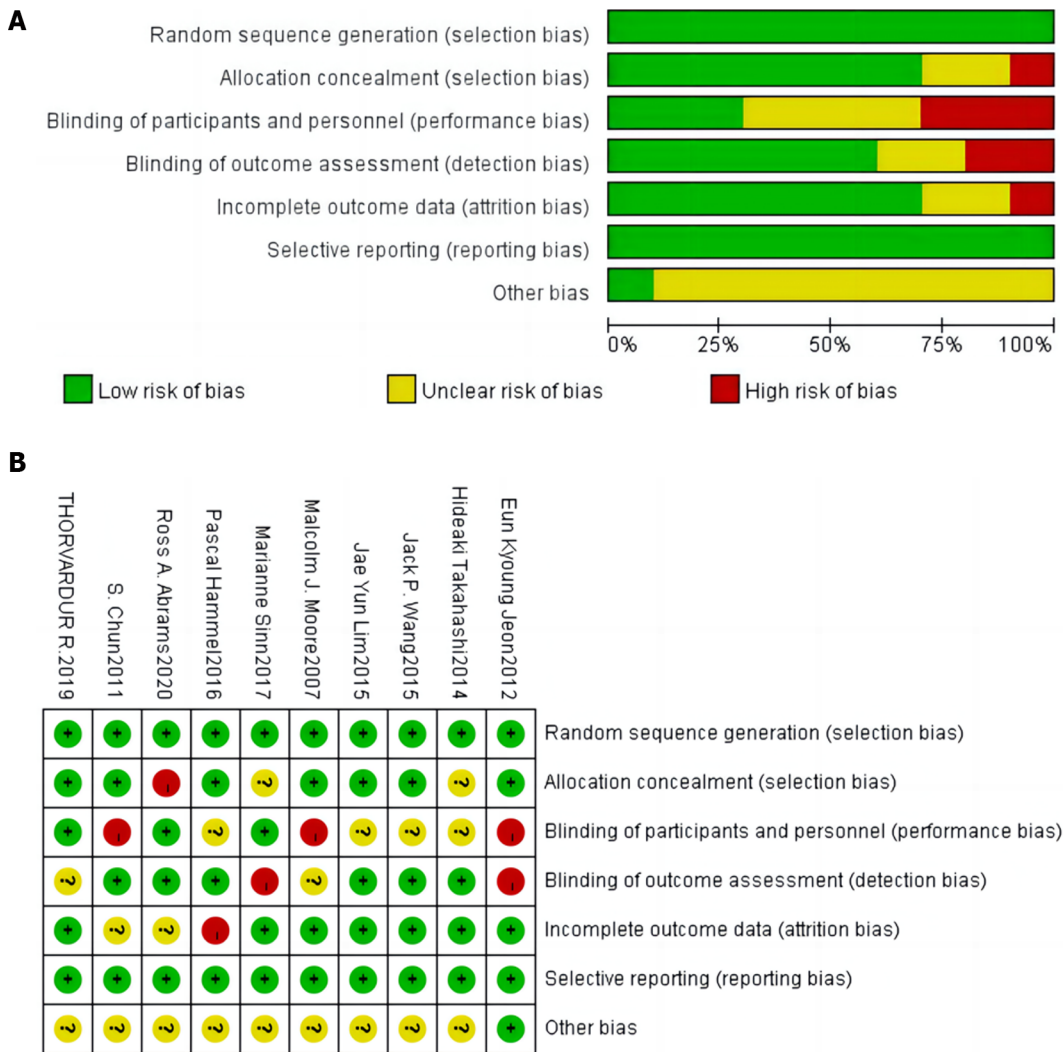 A
Random sequence generation (selection bias)
Allocation concealment (selection bias)
Blinding of participants and personnel (performance bias)
Blinding of outcome assessment (detection bias)
Incomplete outcome data (attrition bias)
Selective reporting (reporting bias)
Other bias
0% 25% 50% 75% 100%
Low risk of bias Unclear risk of bias High risk of bias
B
THORVARDUR R.2019
S. Chun2011
Ross A. Abrams2020
Pascal Hammel2016
Marianne Sinn2017
Malcolm J. Moore2007
Jae Yun Lim2015
Jack P. Wang2015
Hideaki Takahashi2014
Eun Kyoung Jeon2012
+ + + + + + + + + + Random sequence generation (selection bias)
+ + - + ? + + + ? + Allocation concealment (selection bias)
+ - + ? + - ? ? ? - Blinding of participants and personnel (performance bias)
? + + + - ? + + + - Blinding of outcome assessment (detection bias)
+ ? ? - + + + + + + Incomplete outcome data (attrition bias)
+ + + + + + + + + + Selective reporting (reporting bias)
? ? ? ? ? ? ? ? ? + Other bias